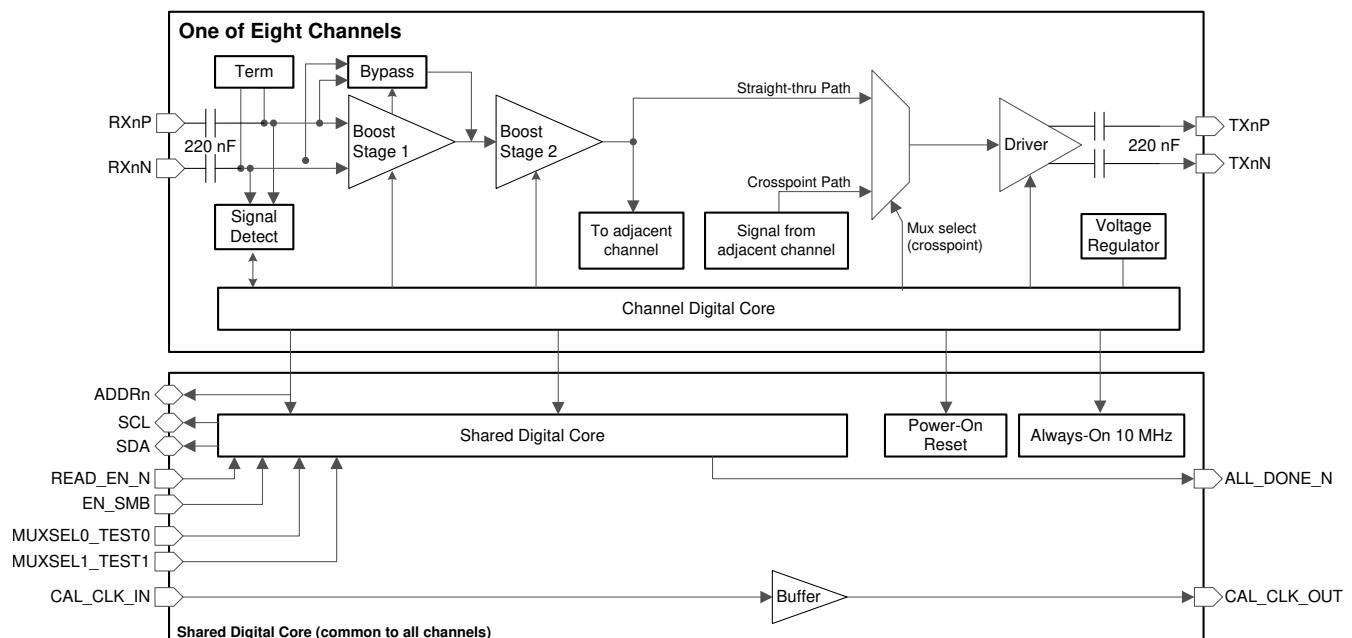 One of Eight Channels
Term
Bypass
RXnP
220 nF
RXnN
Boost
Stage 1
Boost
Stage 2
Straight-thru Path
Crosspoint Path
Driver
220 nF
TXnP
TXnN
Signal
Detect
To adjacent
channel
Signal from
adjacent channel
Mux select
(crosspoint)
Voltage
Regulator
Channel Digital Core
ADDRn
SCL
SDA
READ_EN_N
EN_SMB
MUXSEL0_TEST0
MUXSEL1_TEST1
CAL_CLK_IN
Shared Digital Core
Power-On
Reset
Always-On 10 MHz
ALL_DONE_N
Buffer
CAL_CLK_OUT
Shared Digital Core (common to all channels)